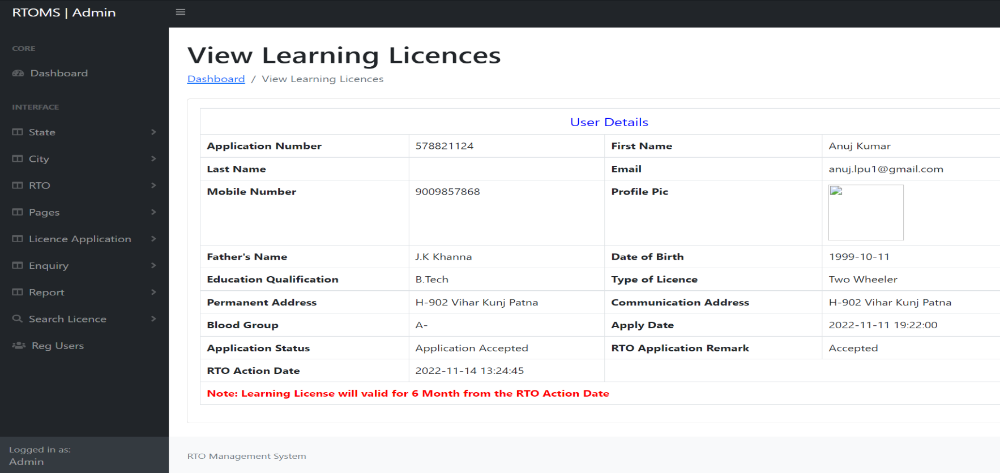 RTOMS | Admin
CORE
Dashboard
INTERFACE
State
City
RTO
Pages
Licence Application
Enquiry
Report
Search Licence
Reg Users
Logged in as:
Admin
View Learning Licences
Dashboard / View Learning Licences
User Details
Application Number 578821124 First Name Anuj Kumar
Last Name Email anuj.lpu1@gmail.com
Mobile Number 9009857868 Profile Pic
Father's Name J.K Khanna Date of Birth 1999-10-11
Education Qualification B.Tech Type of Licence Two Wheeler
Permanent Address H-902 Vihar Kunj Patna Communication Address H-902 Vihar Kunj Patna
Blood Group A- Apply Date 2022-11-11 19:22:00
Application Status Application Accepted RTO Application Remark Accepted
RTO Action Date 2022-11-14 13:24:45
Note: Learning License will valid for 6 Month from the RTO Action Date
RTO Management System